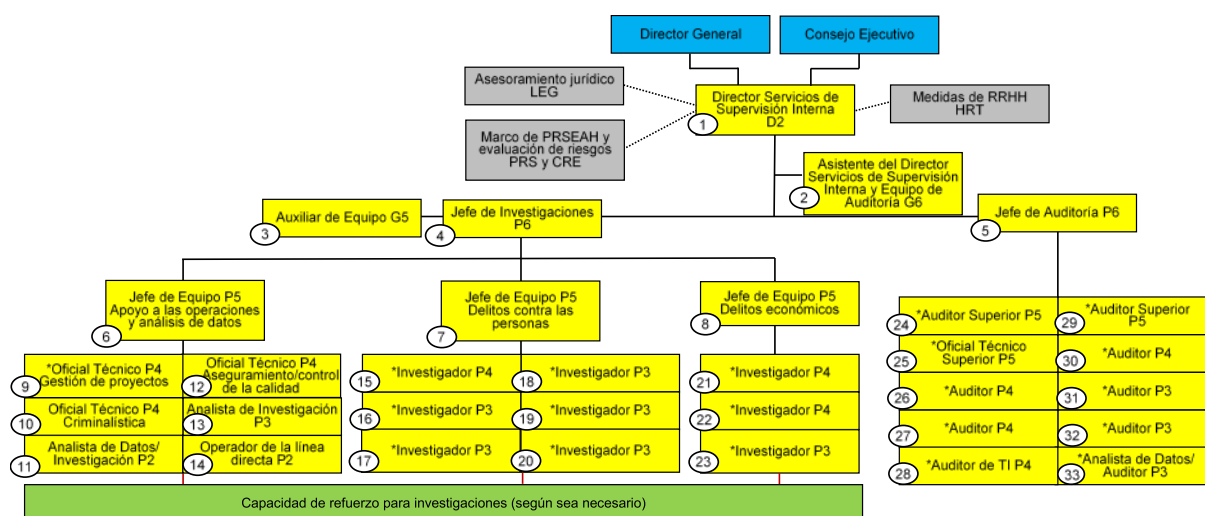 Director General
Consejo Ejecutivo
Asesoramiento jurídico
LEG
Director Servicios de
Supervisión Interna
D2
1
Medidas de RRHH
HRT
Marco de PRSEAH y
evaluación de riesgos
PRS y CRE
Asistente del Director
Servicios de Supervisión
Interna y Equipo de
Auditoría G6
2
Auxiliar de Equipo G5
3
Jefe de Investigaciones
P6
4
Jefe de Auditoría P6
5
Jefe de Equipo P5
Apoyo a las operaciones
y análisis de datos
6
Jefe de Equipo P5
Delitos contra las
personas
7
Jefe de Equipo P5
Delitos económicos
8
*Oficial Técnico P4
Gestión de proyectos
9
Oficial Técnico P4
Criminalística
10
Analista de Datos/
Investigación P2
11
Oficial Técnico P4
Aseguramiento/control
de la calidad
12
Analista de Investigación
P3
13
Operador de la línea
directa P2
14
*Investigador P4
15
*Investigador P3
16
*Investigador P3
17
*Investigador P3
18
*Investigador P3
19
*Investigador P3
20
*Investigador P4
21
*Investigador P4
22
*Investigador P3
23
*Auditor Superior P5
24
*Oficial Técnico
Superior P5
25
*Auditor P4
26
*Auditor P4
27
*Auditor de TI P4
28
*Auditor Superior
P5
29
*Auditor P4
30
*Auditor P3
31
*Auditor P3
32
*Analista de Datos/
Auditor P3
33
Capacidad de refuerzo para investigaciones (según sea necesario)